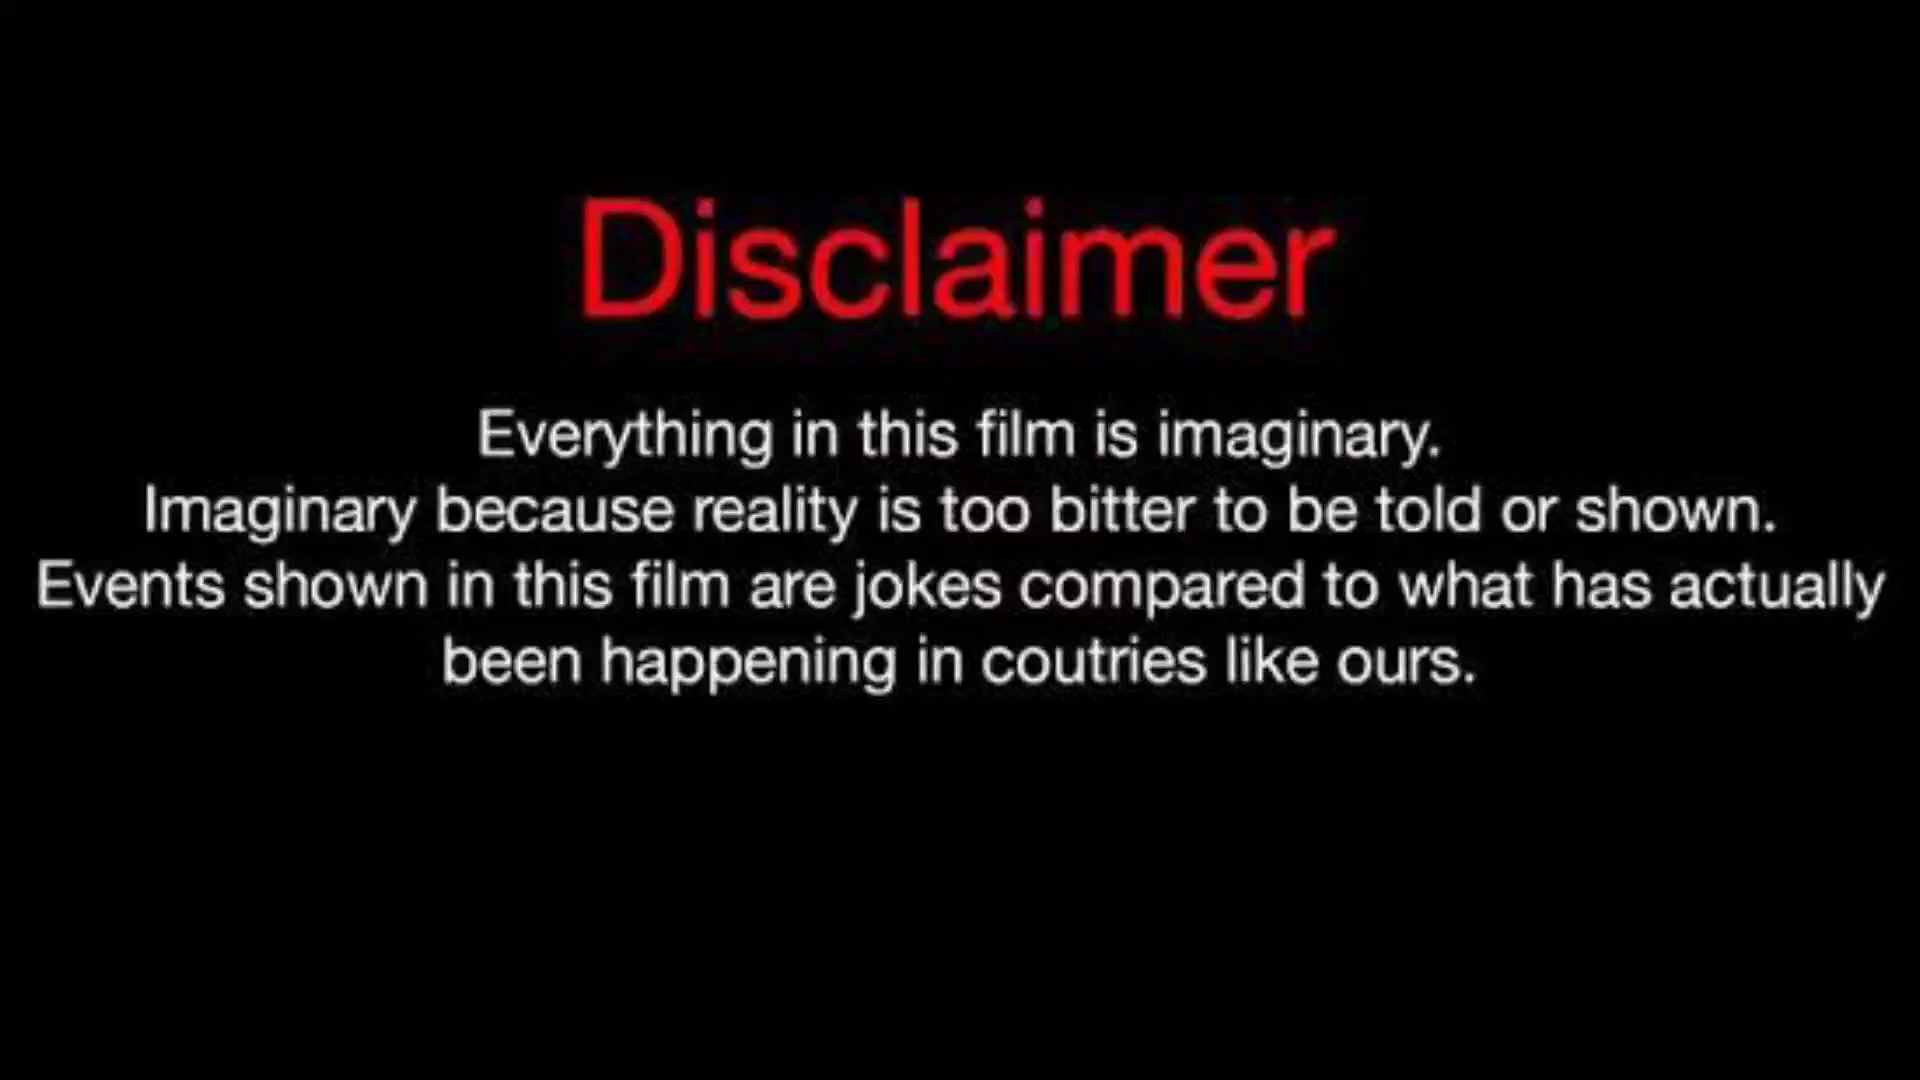 Disclaimer
Everything in this film is imaginary.
Imaginary because reality is too bitter to be told or shown.
Events shown in this film are jokes compared to what has actually
been happening in coutries like ours.